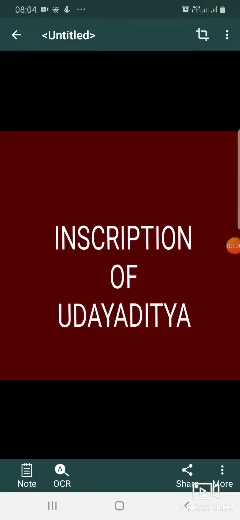 08:04
<Untitled>
INSCRIPTION
OF
UDAYADITYA
Note
OCR
Share
More